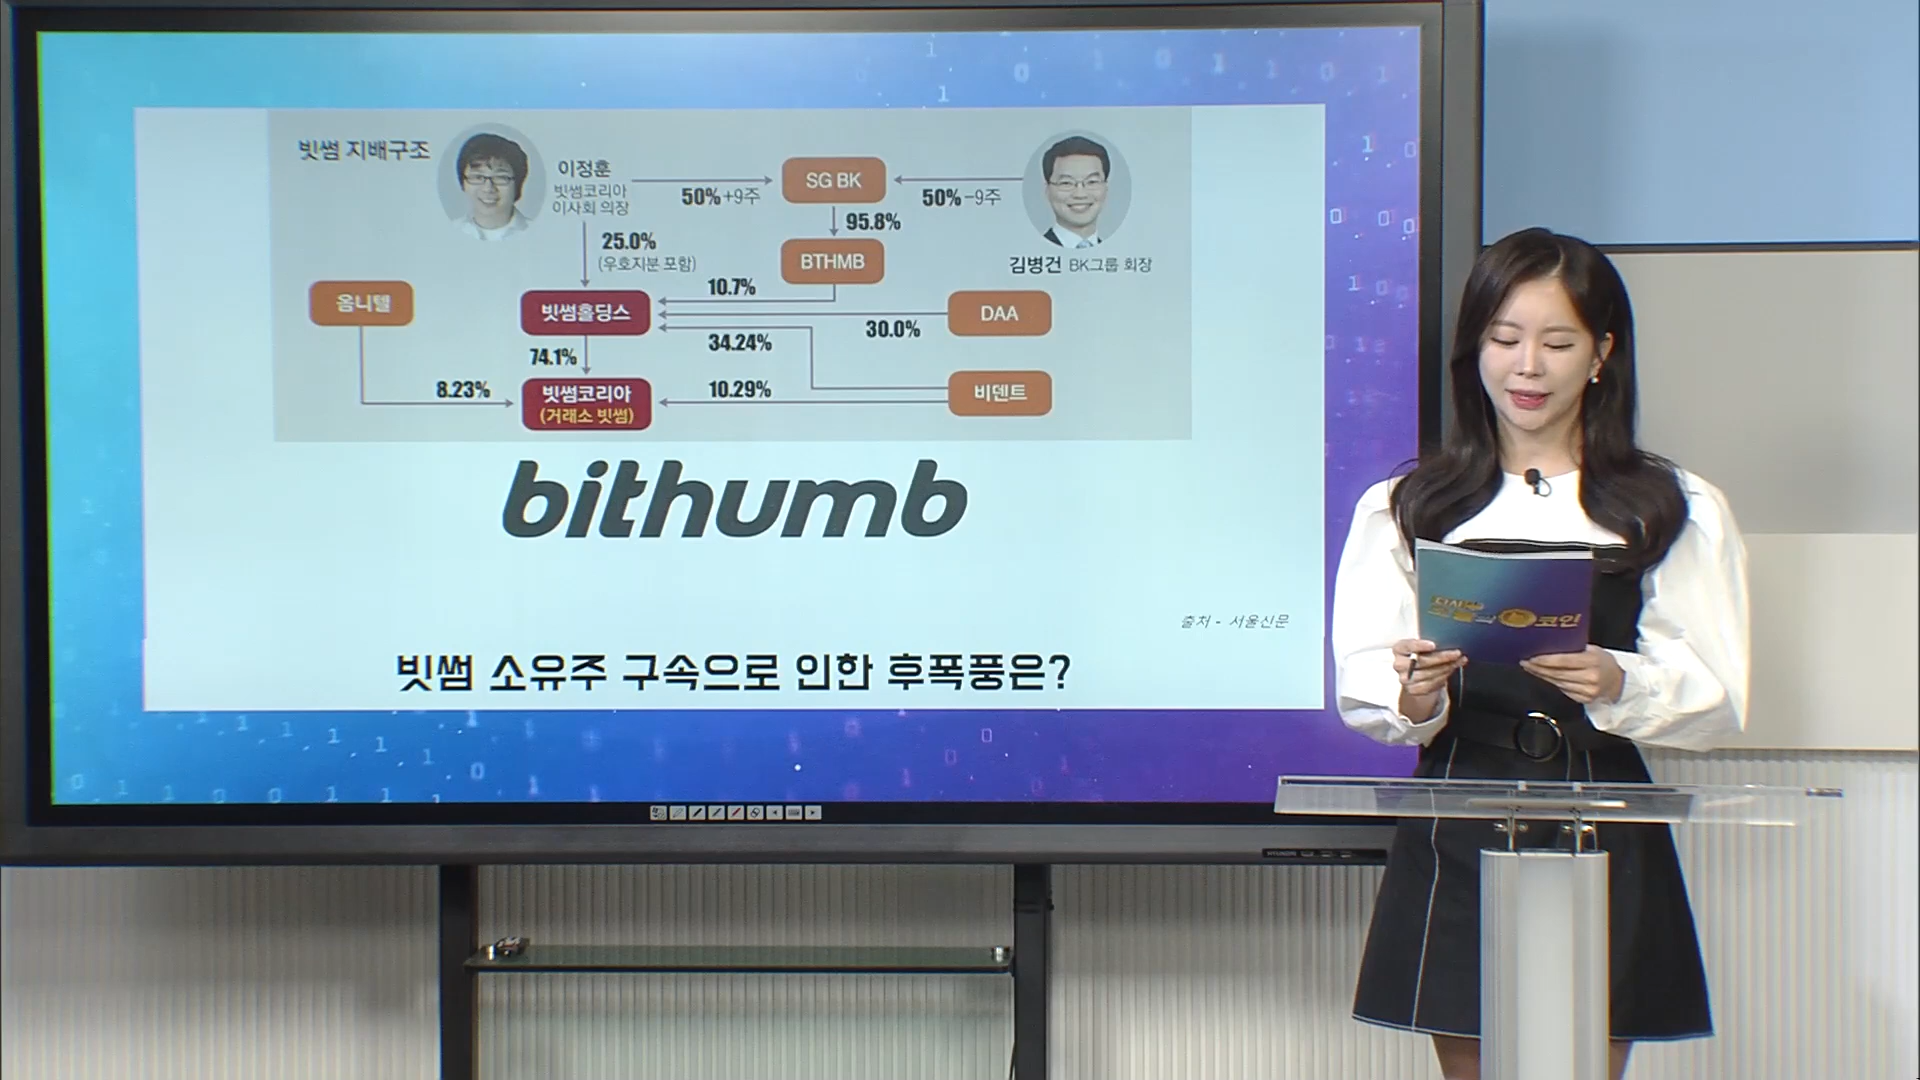 빗썸 지배구조
이정훈
빗썸코리아
이사회 의장
50%+9주
SG BK
50%-9주
95.8%
25.0%
(우호지분 포함)
BTHMB
김병건 BK그룹 회장
10.7%
옴니텔
빗썸홀딩스
DAA
30.0%
34.24%
74.1%
8.23%
빗썸코리아
(거래소 빗썸)
10.29%
비덴트
bithumb
출처 - 서울신문
빗썸 소유주 구속으로 인한 후폭풍은?
코인